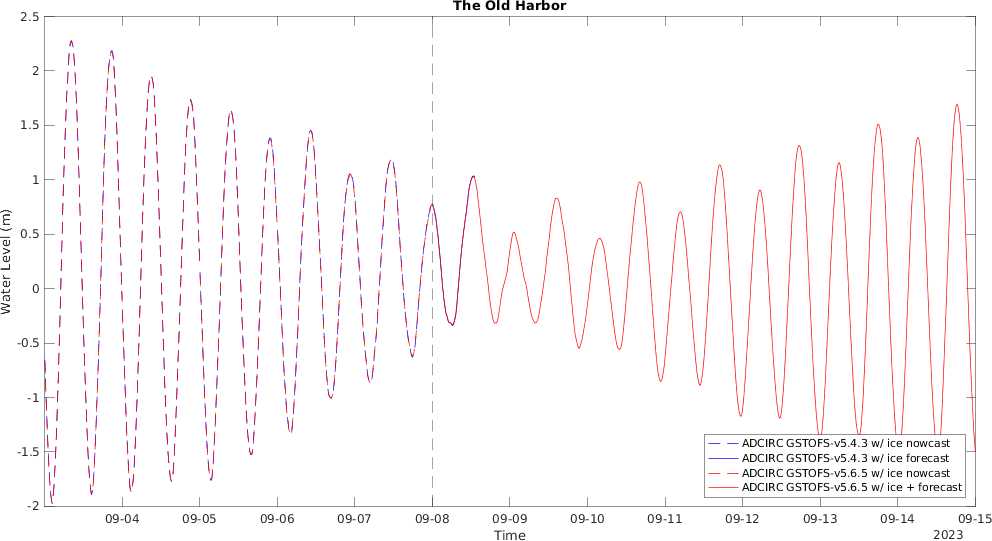 The Old Harbor
2.5
2
1.5
1
0.5
0
-0.5
-1
-1.5
-2
Water Level (m)
ADCIRC GSTOFS-v5.4.3 w/ ice nowcast
ADCIRC GSTOFS-v5.4.3 w/ ice forecast
ADCIRC GSTOFS-v5.6.5 w/ ice nowcast
ADCIRC GSTOFS-v5.6.5 w/ ice + forecast
09-04 09-05 09-06 09-07 09-08 09-09 09-10 09-11 09-12 09-13 09-14 09-15
Time
2023